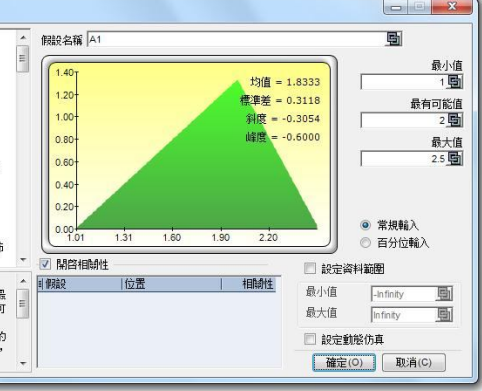 假設名稱 A1
1.40
1.20
1.00
0.80
0.60
0.40
0.20
0.00
1.01 1.31 1.60 1.90 2.20
均值 = 1.8333
標準差 = 0.3118
斜度 = -0.3054
峰度 = -0.6000
最小值
1
最有可能值
2
最大值
2.5
常規輸入
百分位輸入
開啓相關性
假設 位置 相關性
設定資料範圍
最小值 -Infinity
最大值 Infinity
設定動態仿真
確定(O) 取消(C)
可
的